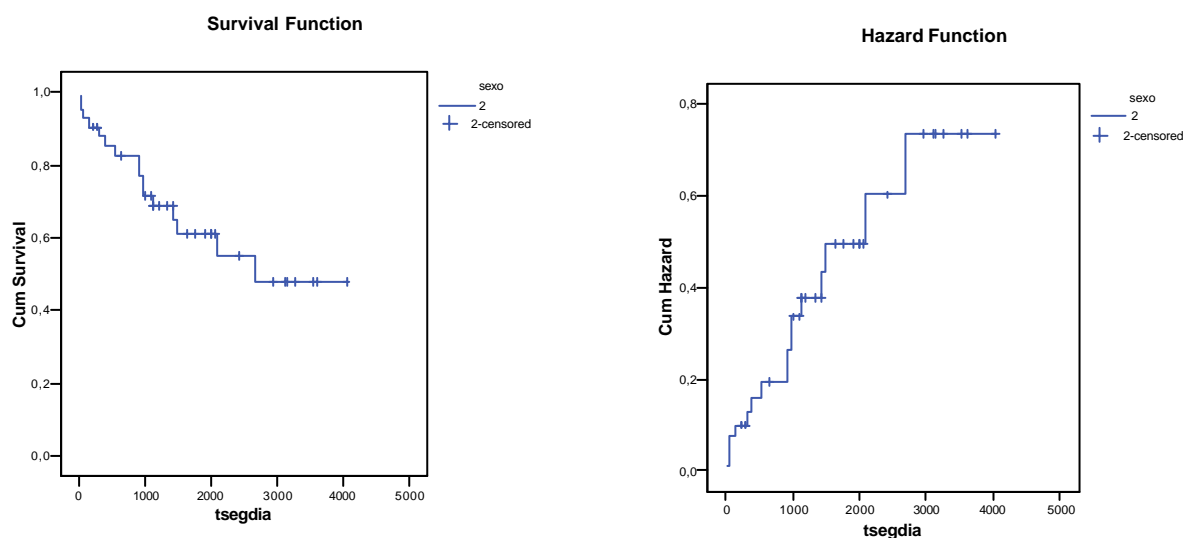 Survival Function
1,0
0,8
0,6
0,4
0,2
0,0
Cum Survival
0 1000 2000 3000 4000 5000
tsegdia
sexo
2
2-censored
Hazard Function
0,8
0,6
0,4
0,2
0,0
Cum Hazard
0 1000 2000 3000 4000 5000
tsegdia
sexo
2
2-censored